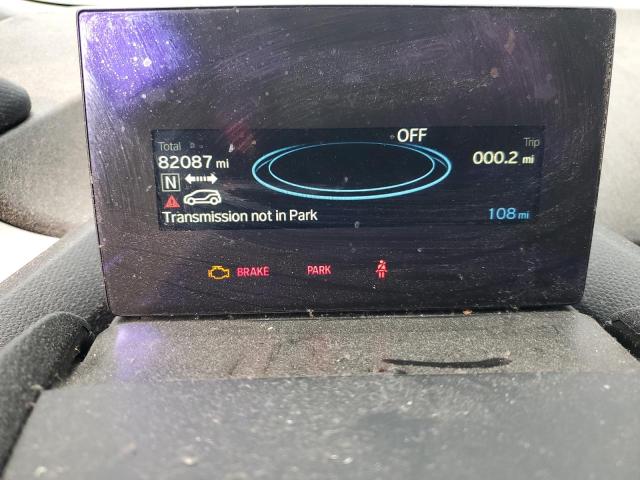 OFF
Total
Trip
82087 mi
000.2 mi
N
Transmission not in Park
108 mi
BRAKE
PARK